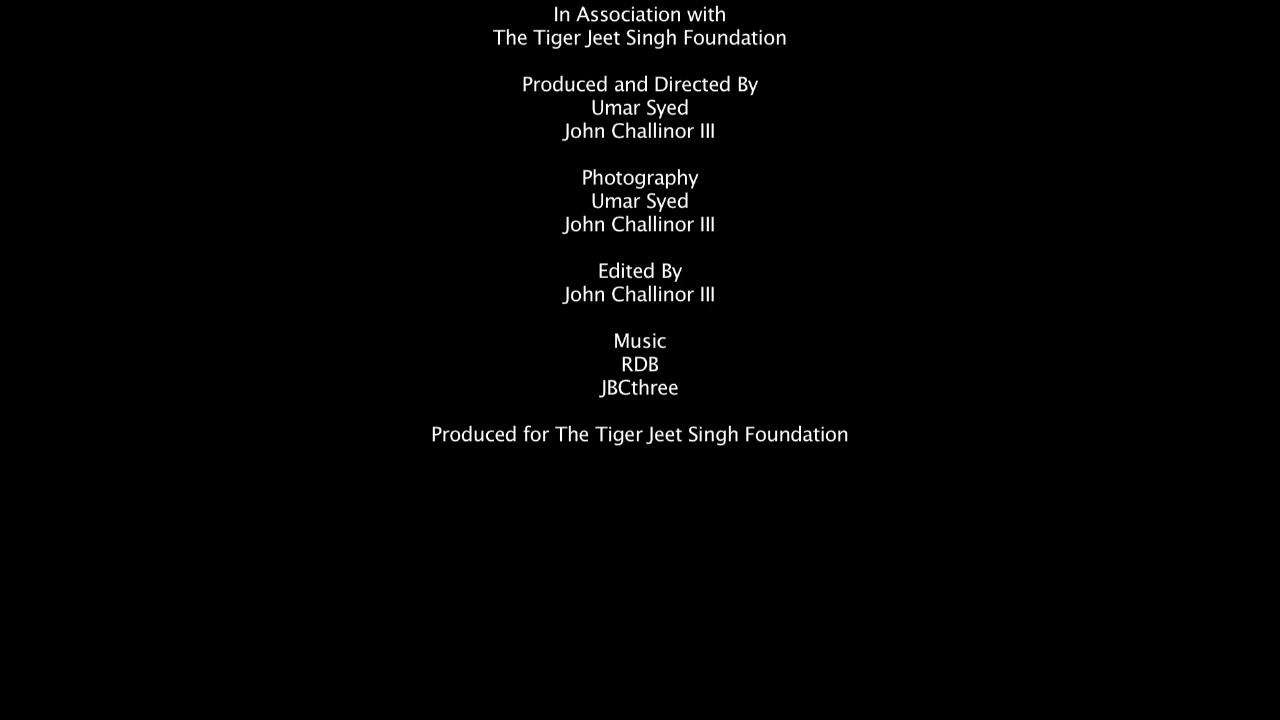 In Association with
The Tiger Jeet Singh Foundation
Produced and Directed By
Umar Syed
John Challinor III
Photography
Umar Syed
John Challinor III
Edited By
John Challinor III
Music
RDB
JBCthree
Produced for The Tiger Jeet Singh Foundation